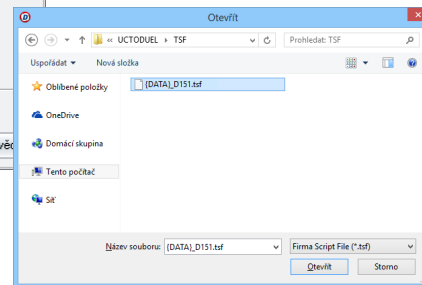 Otevřít
« UCTODUEL ▸ TSF
Prohledat: TSF
Uspořádat Nová složka
Oblíbené položky
{DATA}_D151.tsf
OneDrive
Domácí skupina
Tento počítač
Síť
Název souboru: {DATA}_D151.tsf
Firma Script File (*.tsf)
Otevřít Storno